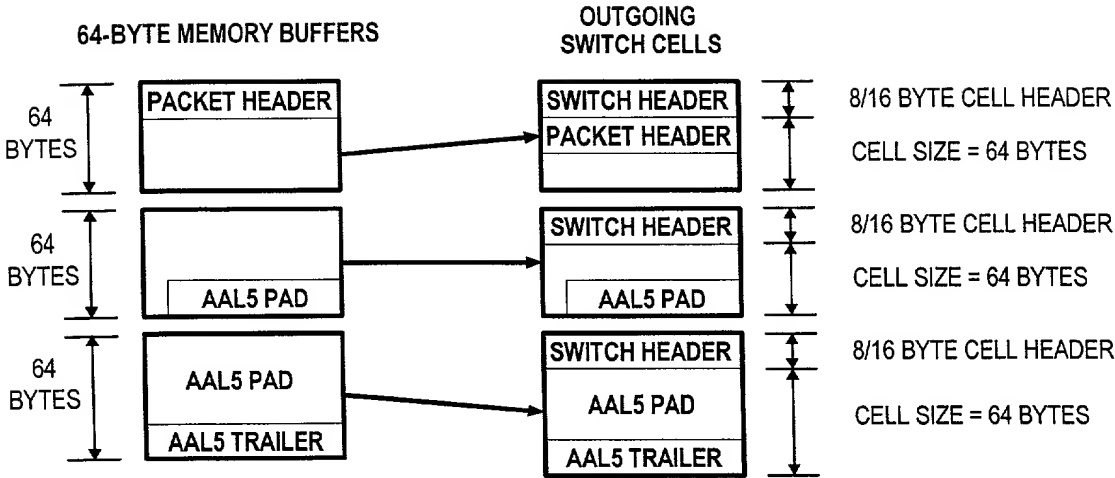 64-BYTE MEMORY BUFFERS
OUTGOING
SWITCH CELLS
64
BYTES
PACKET HEADER
SWITCH HEADER
PACKET HEADER
8/16 BYTE CELL HEADER
CELL SIZE = 64 BYTES
64
BYTES
AAL5 PAD
SWITCH HEADER
AAL5 PAD
8/16 BYTE CELL HEADER
CELL SIZE = 64 BYTES
64
BYTES
AAL5 PAD
AAL5 TRAILER
SWITCH HEADER
AAL5 PAD
AAL5 TRAILER
8/16 BYTE CELL HEADER
CELL SIZE = 64 BYTES